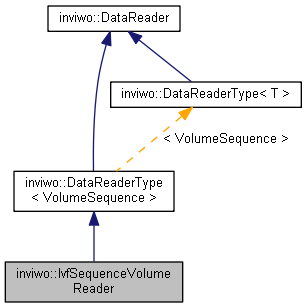 inviwo::DataReader
inviwo::DataReaderType< T >
< VolumeSequence >
inviwo::DataReaderType
< VolumeSequence >
inviwo::IvfSequenceVolume
Reader